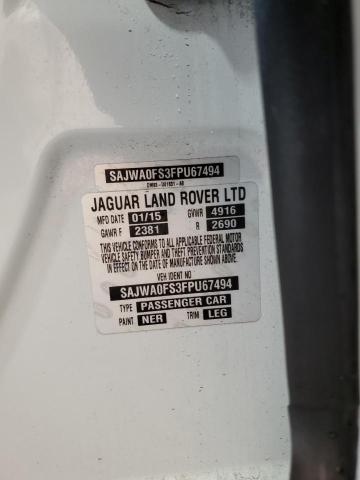 SAJWA0FS3FPU67494
JAGUAR LAND ROVER LTD
MFD DATE 01/15 GVWR 4916
GAWR F 2381 R 2690
THIS VEHICLE CONFORMS TO ALL APPLICABLE FEDERAL MOTOR
VEHICLE SAFETY, BUMPER, AND THEFT PREVENTION STANDARDS
IN EFFECT ON THE DATE OF MANUFACTURE SHOWN ABOVE.
VEH IDENT NO
SAJWA0FS3FPU67494
TYPE PASSENGER CAR
PAINT NER TRIM LEG